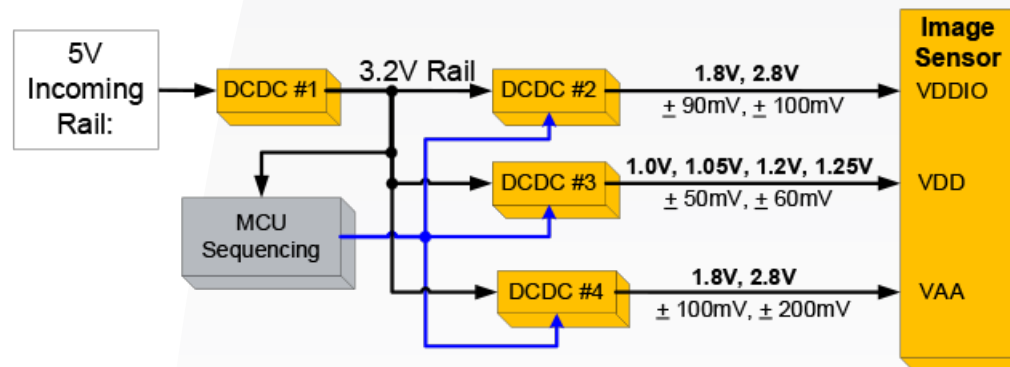 5V
Incoming
Rail:
DCDC #1
3.2V Rail
MCU
Sequencing
DCDC #2
1.8V, 2.8V
± 90mV, ± 100mV
DCDC #3
1.0V, 1.05V, 1.2V, 1.25V
± 50mV, ± 60mV
DCDC #4
1.8V, 2.8V
± 100mV, ± 200mV
Image
Sensor
VDDIO
VDD
VAA